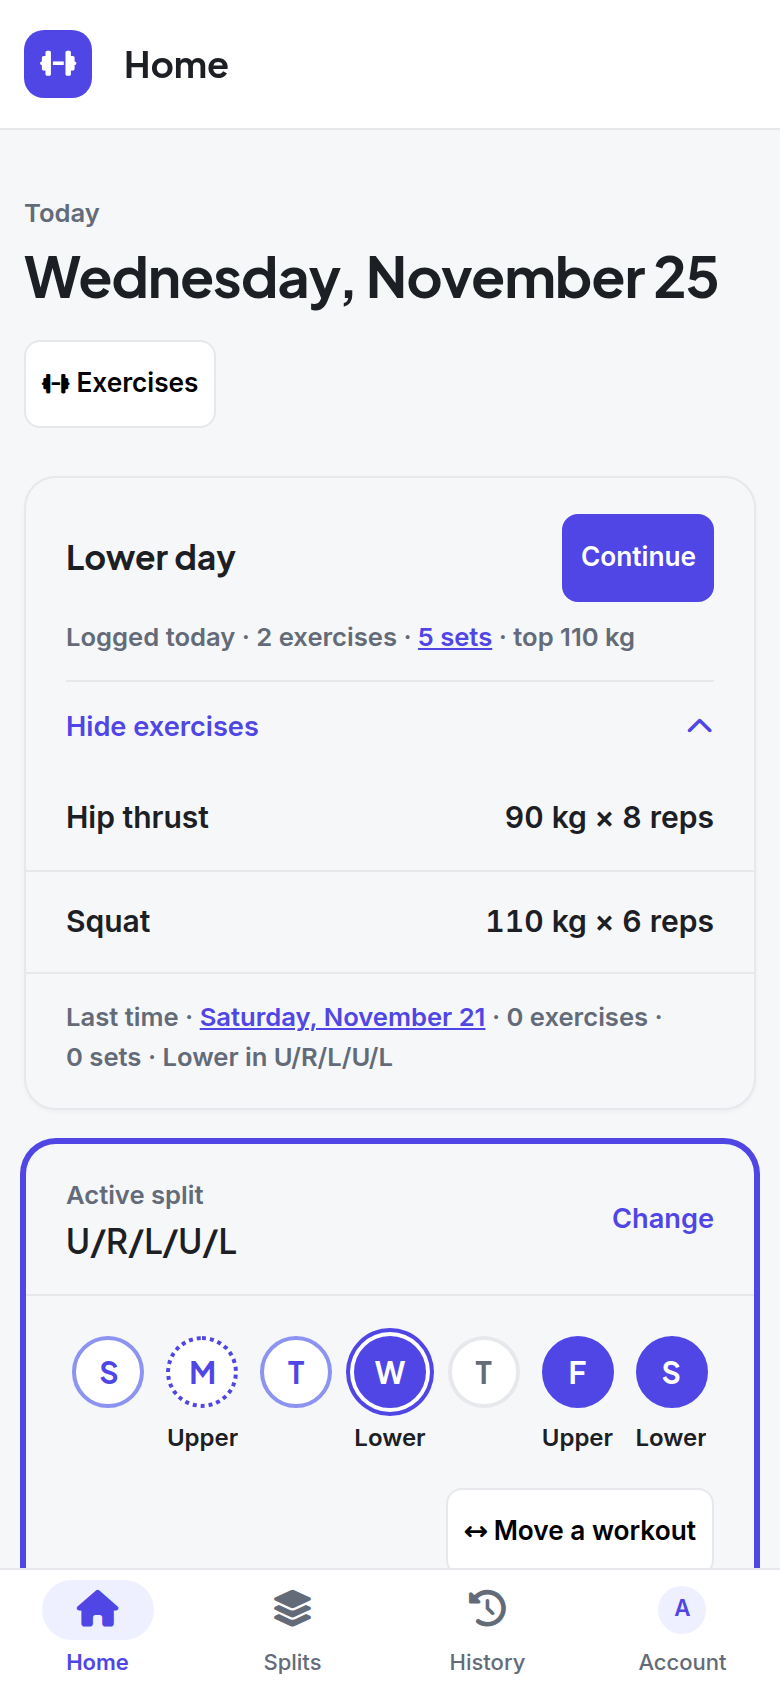 Home
Today
Wednesday, November 25
Exercises
Lower day
Continue
Logged today · 2 exercises · 5 sets · top 110 kg
Hide exercises
Hip thrust 90 kg × 8 reps
Squat 110 kg × 6 reps
Last time · Saturday, November 21 · 0 exercises ·
0 sets · Lower in U/R/L/U/L
Active split
U/R/L/U/L
Change
S M T W T F S
Upper Lower Upper Lower
↔ Move a workout
A
Home Splits History Account